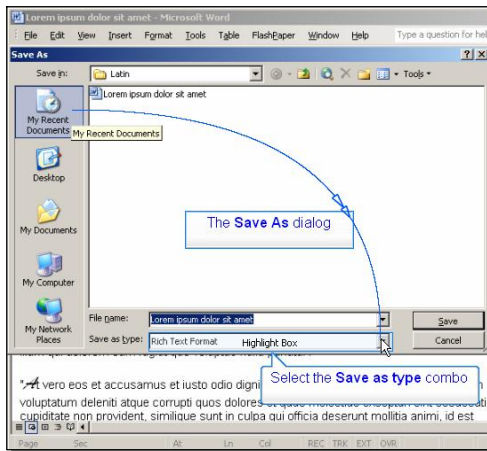 Lorem ipsum dolor sit amet - Microsoft Word
File Edit View Insert Format Tools Table FlashPaper Window Help Type a question for hel
Save As
Save in: Latin Tools
Lorem ipsum dolor sit amet
My Recent
Documents
My Recent Documents
Desktop
The Save As dialog
My Documents
My Computer
My Network
Places
File name: Lorem ipsum dolor sit amet Save
Save as type: Rich Text Format Highlight Box Cancel
Select the Save as type combo
"At vero eos et accusamus et iusto odio digni
voluptatum deleniti atque corrupti quos dolores
cupiditate non provident, similique sunt in culpa qui officia deserunt mollitia animi, id est
Page Sec At Ln Col REC TRK EXT OVR